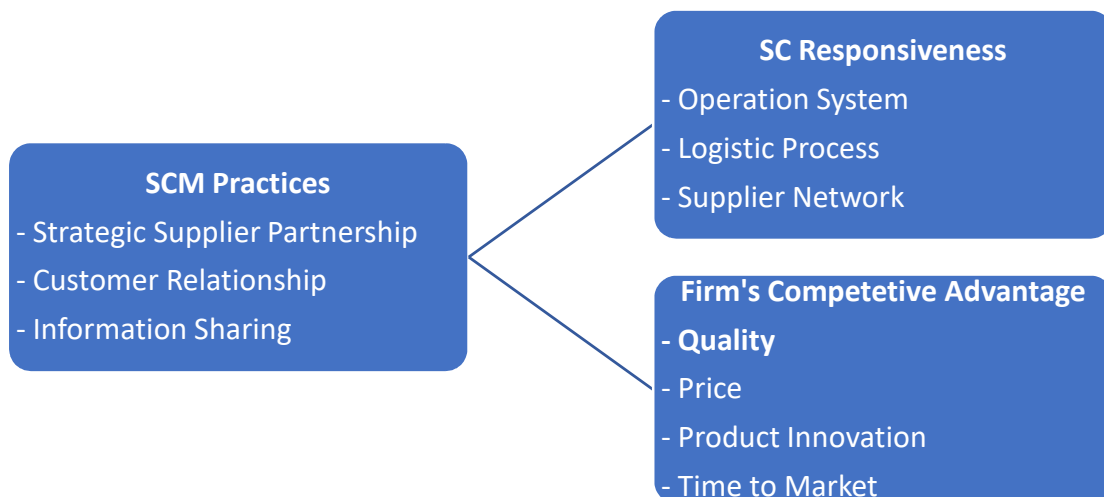 SCM Practices
- Strategic Supplier Partnership
- Customer Relationship
- Information Sharing
SC Responsiveness
- Operation System
- Logistic Process
- Supplier Network
Firm's Competetive Advantage
- Quality
- Price
- Product Innovation
- Time to Market